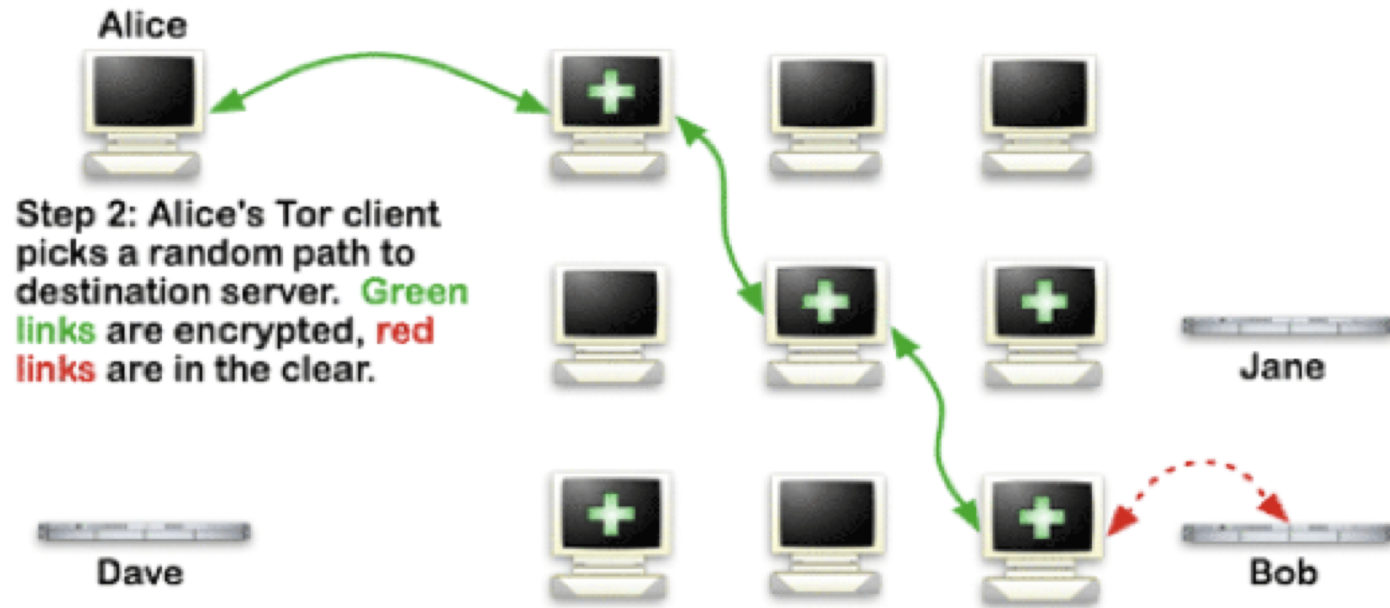 Alice
Step 2: Alice's Tor client
picks a random path to
destination server. Green
links are encrypted, red
links are in the clear.
Jane
Dave
Bob